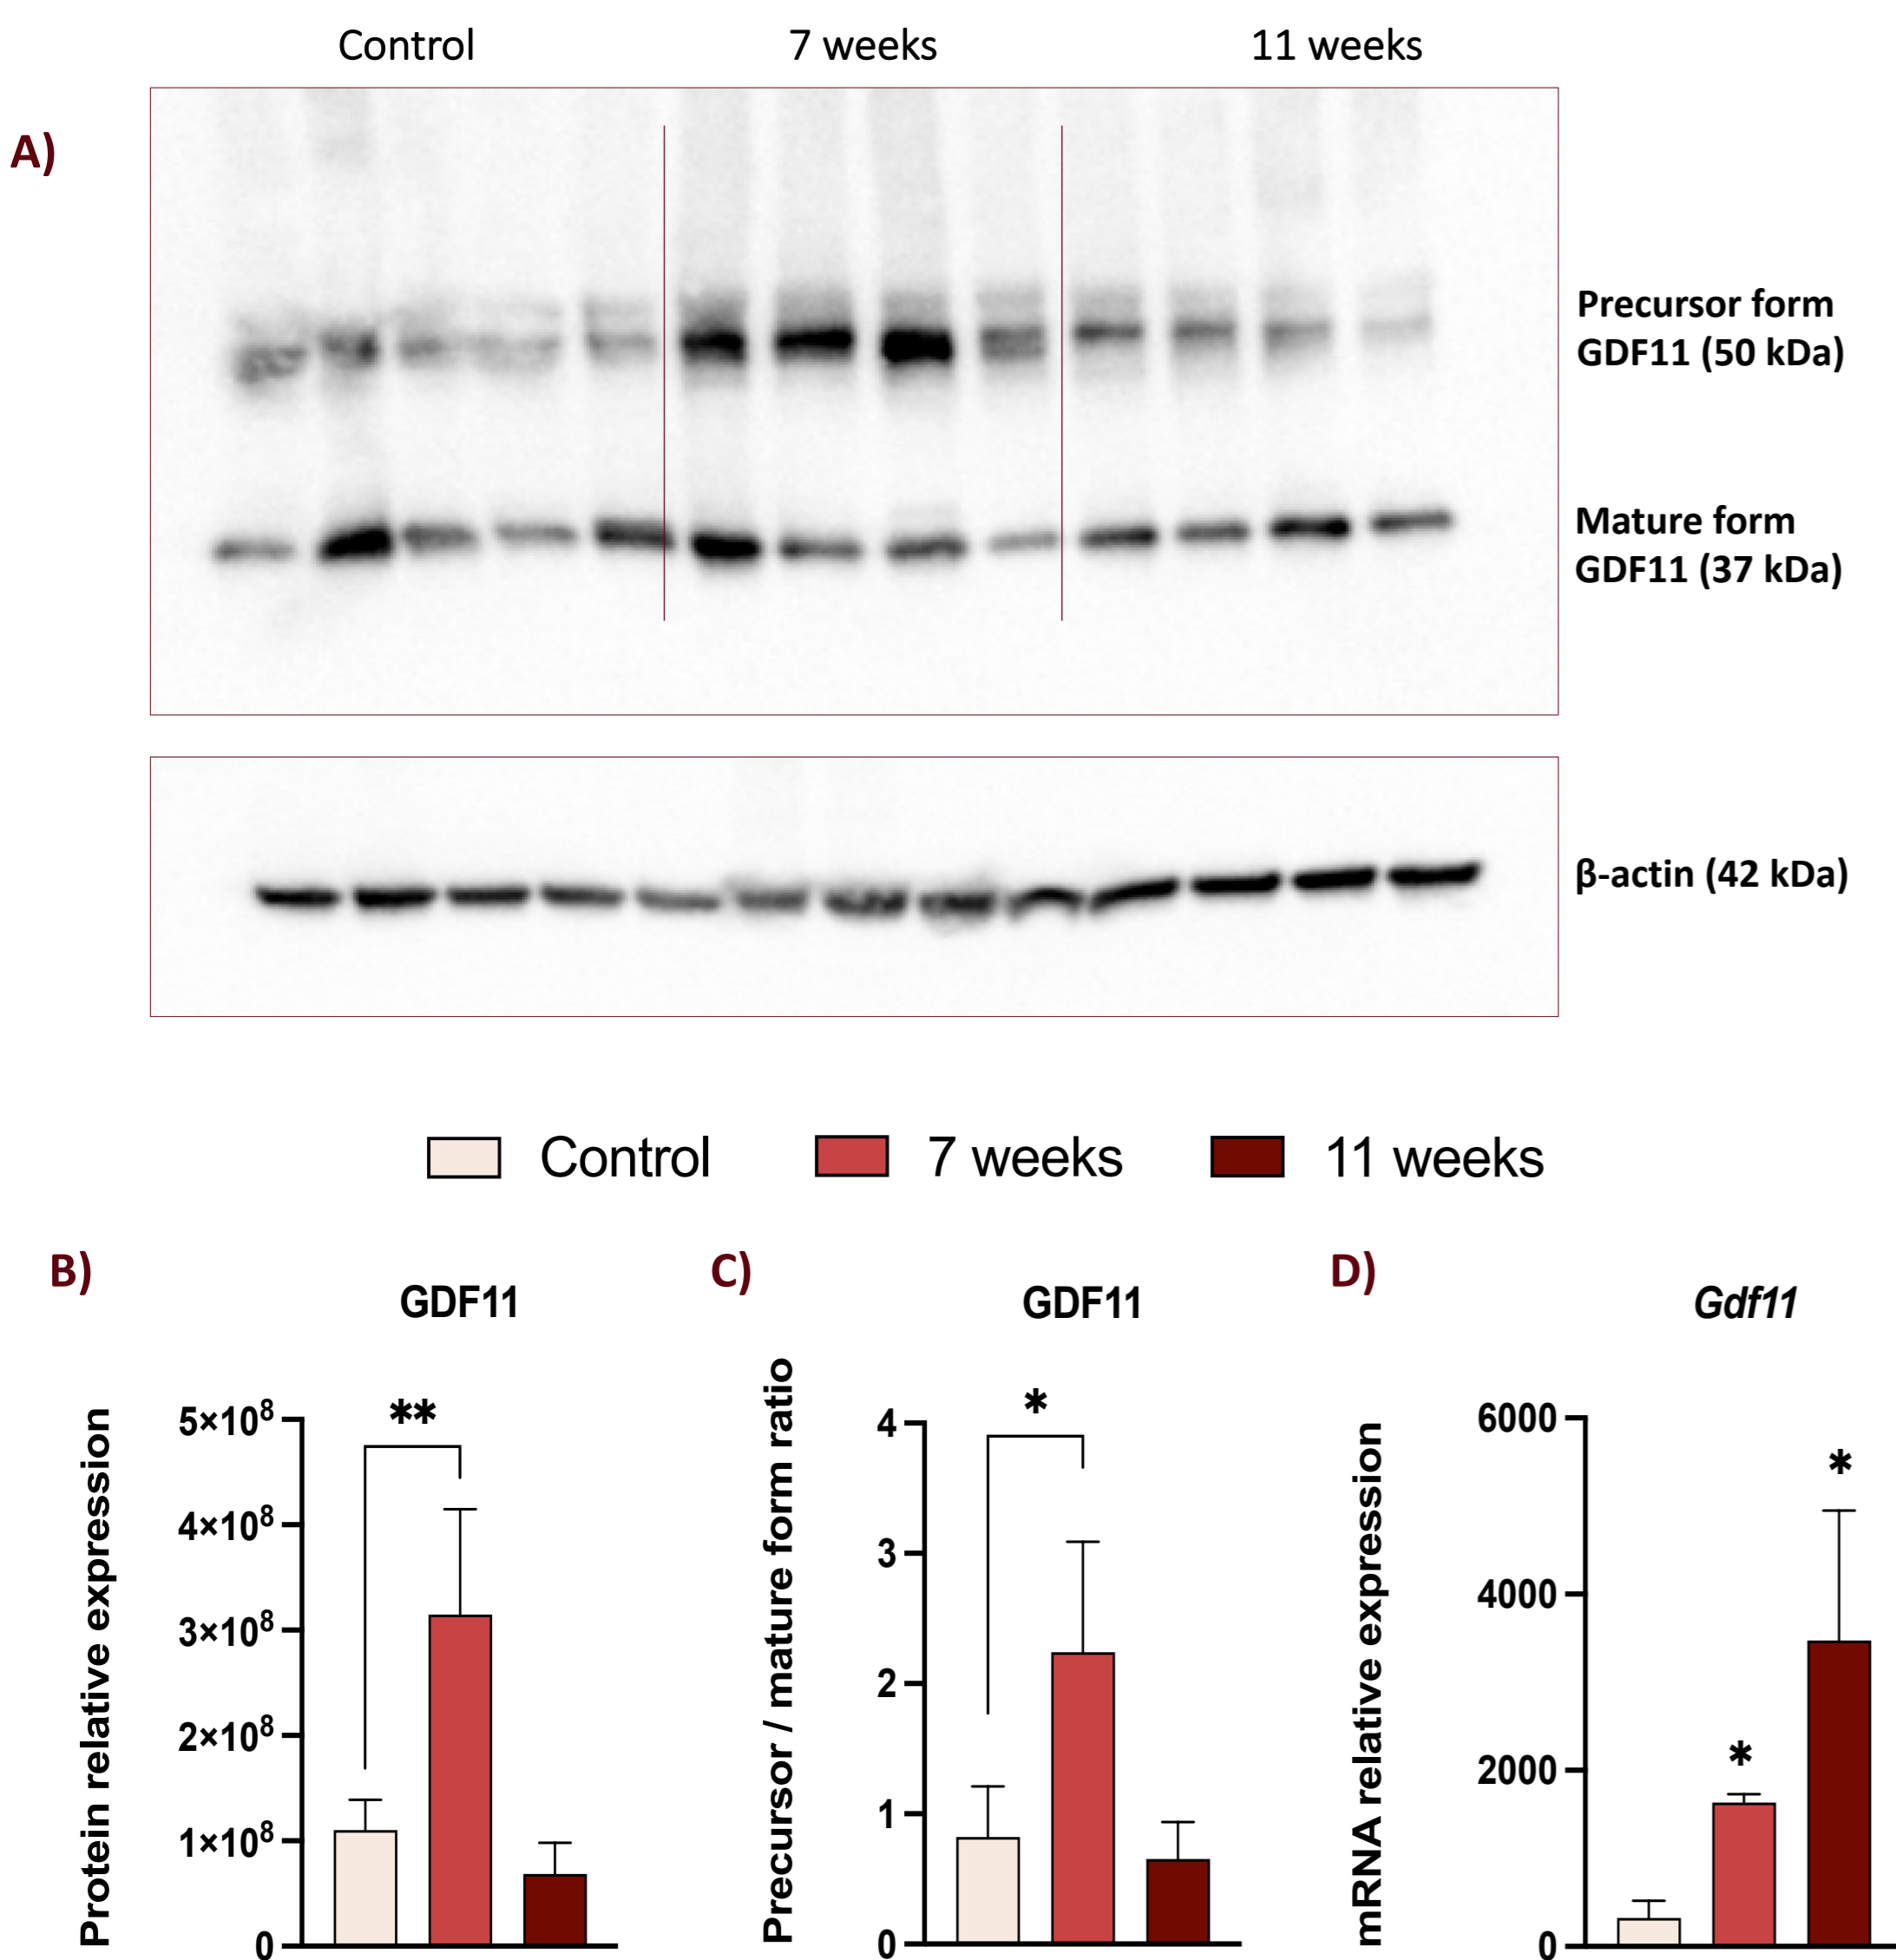 Control 7 weeks 11 weeks
A)
Precursor form
GDF11 (50 kDa)
Mature form
GDF11 (37 kDa)
β-actin (42 kDa)
Control 7 weeks 11 weeks
B)
GDF11
Protein relative expression
5×10⁸
4×10⁸
3×10⁸
2×10⁸
1×10⁸
0
**
C)
GDF11
Precursor / mature form ratio
4
3
2
1
0
*
D)
Gdf11
mRNA relative expression
6000
4000
2000
0
*
*